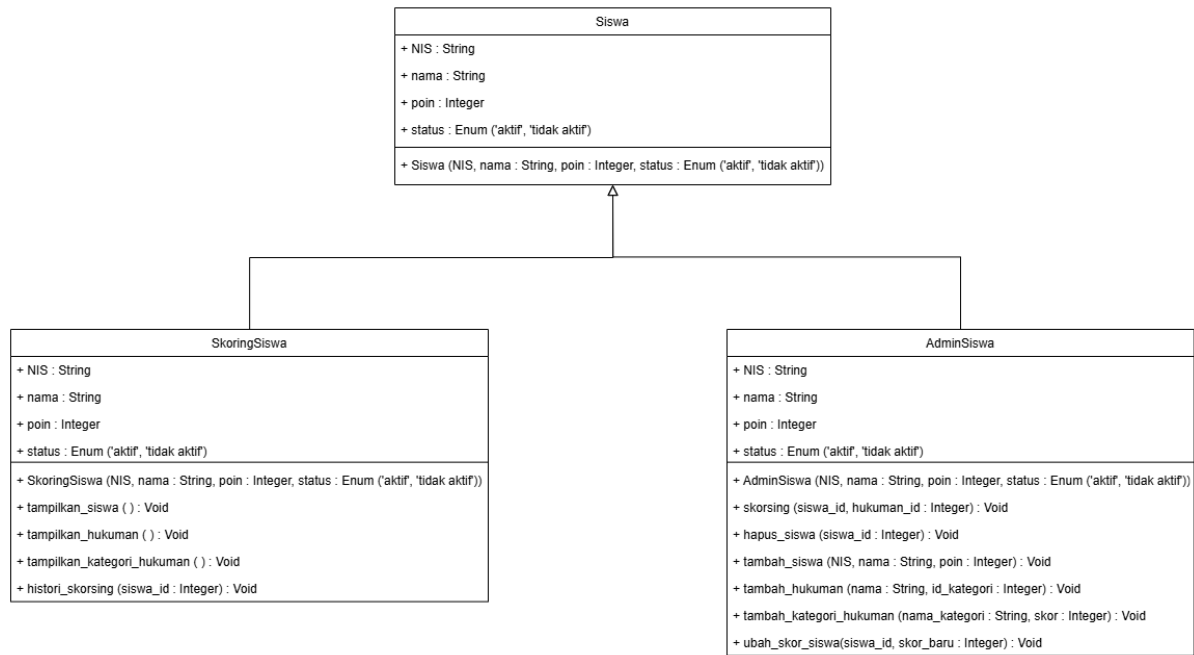 Siswa
+ NIS : String
+ nama : String
+ poin : Integer
+ status : Enum ('aktif', 'tidak aktif')
+ Siswa (NIS, nama : String, poin : Integer, status : Enum ('aktif', 'tidak aktif'))
SkoringSiswa
+ NIS : String
+ nama : String
+ poin : Integer
+ status : Enum ('aktif', 'tidak aktif')
+ SkoringSiswa (NIS, nama : String, poin : Integer, status : Enum ('aktif', 'tidak aktif'))
+ tampilkan_siswa ( ) : Void
+ tampilkan_hukuman ( ) : Void
+ tampilkan_kategori_hukuman ( ) : Void
+ histori_skorsing (siswa_id : Integer) : Void
AdminSiswa
+ NIS : String
+ nama : String
+ poin : Integer
+ status : Enum ('aktif', 'tidak aktif')
+ AdminSiswa (NIS, nama : String, poin : Integer, status : Enum ('aktif', 'tidak aktif'))
+ skorsing (siswa_id, hukuman_id : Integer) : Void
+ hapus_siswa (siswa_id : Integer) : Void
+ tambah_siswa (NIS, nama : String, poin : Integer) : Void
+ tambah_hukuman (nama : String, id_kategori : Integer) : Void
+ tambah_kategori_hukuman (nama_kategori : String, skor : Integer) : Void
+ ubah_skor_siswa(siswa_id, skor_baru : Integer) : Void